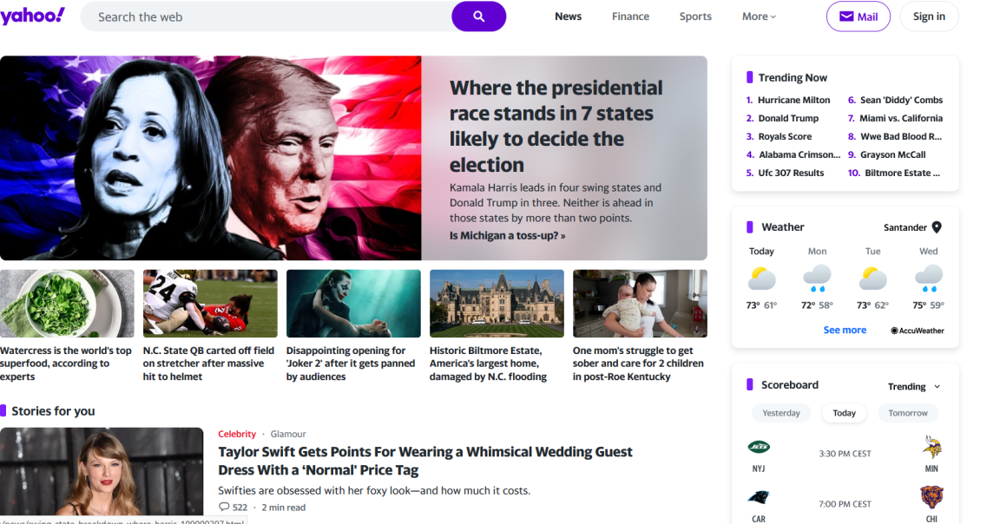 yahoo!
Search the web
News
Finance
Sports
More
Mail
Sign in
Where the presidential
race stands in 7 states
likely to decide the
election
Kamala Harris leads in four swing states and
Donald Trump in three. Neither is ahead in
those states by more than two points.
Is Michigan a toss-up? »
24
Watercress is the world's top
superfood, according to
experts
N.C. State QB carted off field
on stretcher after massive
hit to helmet
Disappointing opening for
'Joker 2' after it gets panned
by audiences
Historic Biltmore Estate,
America's largest home,
damaged by N.C. flooding
One mom's struggle to get
sober and care for 2 children
in post-Roe Kentucky
Stories for you
Celebrity · Glamour
Taylor Swift Gets Points For Wearing a Whimsical Wedding Guest
Dress With a ‘Normal' Price Tag
Swifties are obsessed with her foxy look—and how much it costs.
522 · 2 min read
Trending Now
1. Hurricane Milton
2. Donald Trump
3. Royals Score
4. Alabama Crimson...
5. Ufc 307 Results
6. Sean 'Diddy' Combs
7. Miami vs. California
8. Wwe Bad Blood R...
9. Grayson McCall
10. Biltmore Estate ...
Weather
Santander
Today
Mon
Tue
Wed
73° 61°
72° 58°
73° 62°
75° 59°
See more
AccuWeather
Scoreboard
Trending
Yesterday
Today
Tomorrow
JETS
NYJ
3:30 PM CEST
MIN
CAR
7:00 PM CEST
CHI